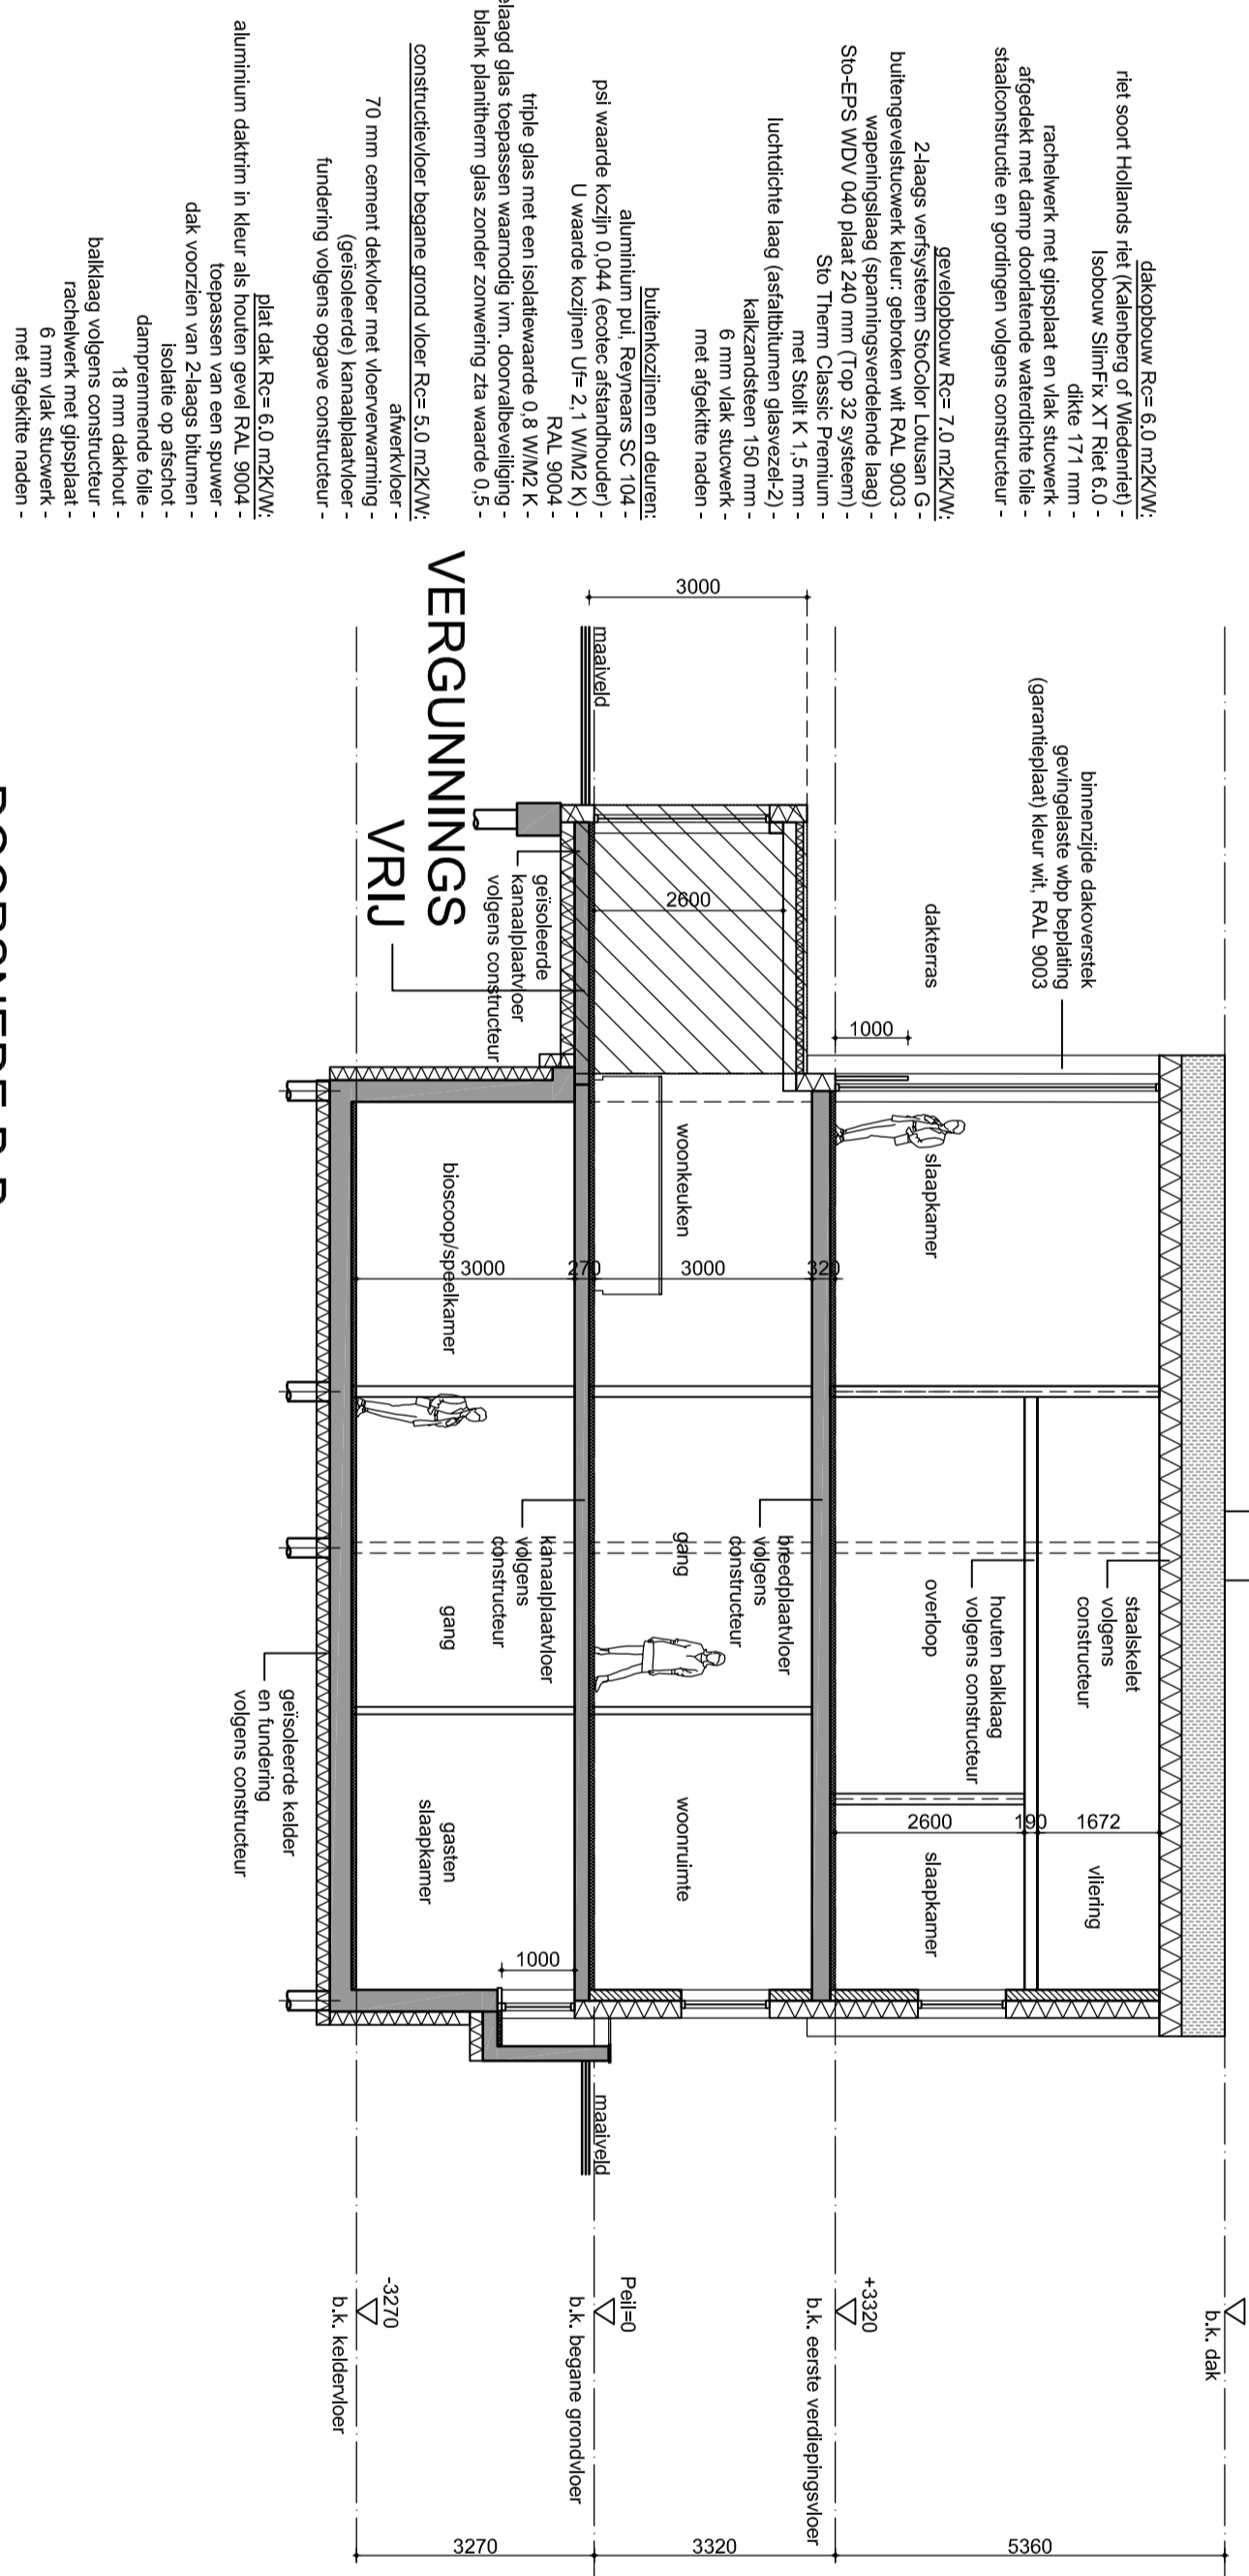 dakopbouw Rc= 6.0 m2K/W:
riet soort Hollands riet (Kalenberg of Wiedenriet) -
Isobouw SlimFix XT Riet 6.0 -
dikte 171 mm -
rachelwerk met gipsplaat en vlak stucwerk -
afgedekt met damp doorlatende waterdichte folie -
staalconstructie en gordingen volgens constructeur -
gevelopbouw Rc= 7.0 m2K/W:
2-laags verfsysteem StoColor Lotusan G -
buitengevelstucwerk kleur: gebroken wit RAL 9003 -
wapeningslaag (spanningsverdelende laag) -
Sto-EPS WDV 040 plaat 240 mm (Top 32 systeem) -
Sto Therm Classic Premium -
met Stolit K 1,5 mm -
luchtdichte laag (asfaltbitumen glasvezel-2) -
kalkzandsteen 150 mm -
6 mm vlak stucwerk -
met afgekitte naden -
buitenkozijnen en deuren:
aluminium pui, Reynears SC 104 -
psi waarde kozijn 0,044 (ecotec afstandhouder) -
U waarde kozijnen Uf= 2,1 W/M2 K) -
RAL 9004 -
triple glas met een isolatiewaarde 0,8 W/M2 K -
glas toepassen waarnodig ivm. doorvalbeveiliging -
blank planitherm glas zonder zonwering zta waarde 0,5 -
constructievloer begane grond vloer Rc= 5.0 m2K/W:
afwerkvloer -
70 mm cement dekvloer met vloerverwarming -
(geïsoleerde) kanaalplaatvloer -
fundering volgens opgave constructeur -
plat dak Rc= 6.0 m2K/W:
aluminium daktrim in kleur als houten gevel RAL 9004 -
toepassen van een spuwer -
dak voorzien van 2-laags bitumen -
isolatie op afschot -
dampremmende folie -
18 mm dakhout -
balklaag volgens constructeur -
rachelwerk met gipsplaat -
6 mm vlak stucwerk -
met afgekitte naden -
binnenzijde dakoverstek
gevingelaste wbp beplating
(garantieplaat) kleur wit, RAL 9003
dakterras
1000
slaapkamer
staalskelet
volgens
constructeur
houten balklaag
volgens constructeur
overloop
1672
190
2600
vliering
slaapkamer
3000
maaiveld
2600
woonkeuken
320
3000
270
3000
breedplaatvloer
volgens
constructeur
gang
woonruimte
maaiveld
VERGUNNINGS
VRIJ
geïsoleerde
kanaalplaatvloer
volgens constructeur
bioscoop/speelkamer
kanaalplaatvloer
volgens
constructeur
gang
gasten
slaapkamer
1000
geïsoleerde kelder
en fundering
volgens constructeur
b.k. dak
+3320
b.k. eerste verdiepingsvloer
Peil=0
b.k. begane grondvloer
-3270
b.k. keldervloer
5360
3320
3270